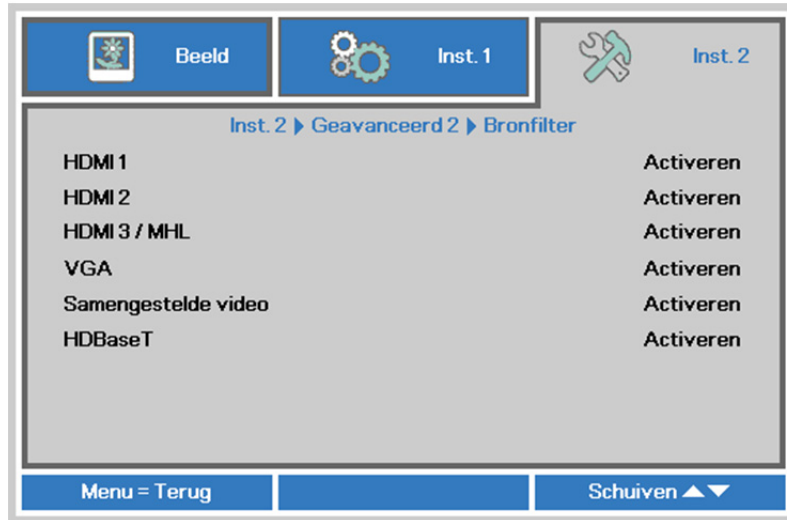 Beeld Inst. 1 Inst. 2
Inst. 2 ▶ Geavanceerd 2 ▶ Bronfilter
HDMI 1 Activeren
HDMI 2 Activeren
HDMI 3 / MHL Activeren
VGA Activeren
Samengestelde video Activeren
HDBaseT Activeren
Menu = Terug Schuiven ▲▼